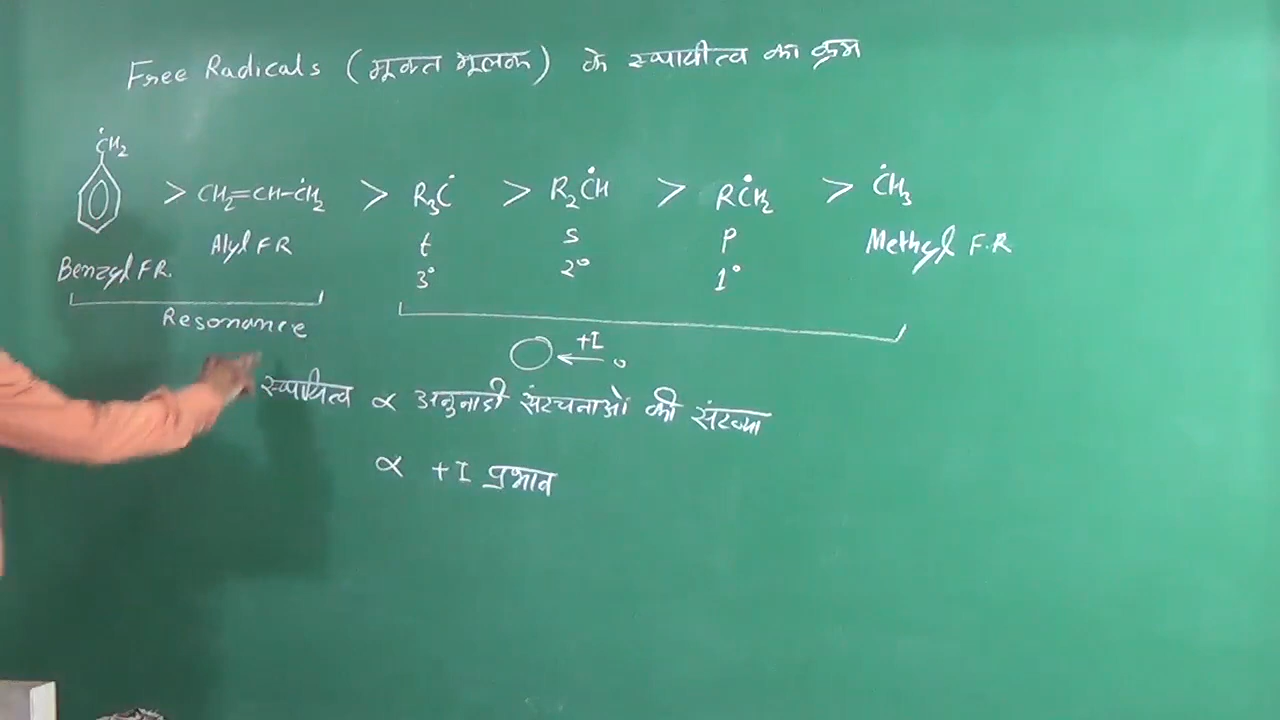 Free Radicals (मूक्त मूलक) के स्थायीत्व का क्रम
ĊH2
> CH2=CH-ĊH2 > R3Ċ > R2ĊH > RĊH2 > ĊH3
Benzyl FR. Alyl FR t s p Methyl F.R
3° 2° 1°
Resonance
+I
स्थायित्व ∝ अनुनादी संरचनाओं की संख्या
∝ +I प्रभाव